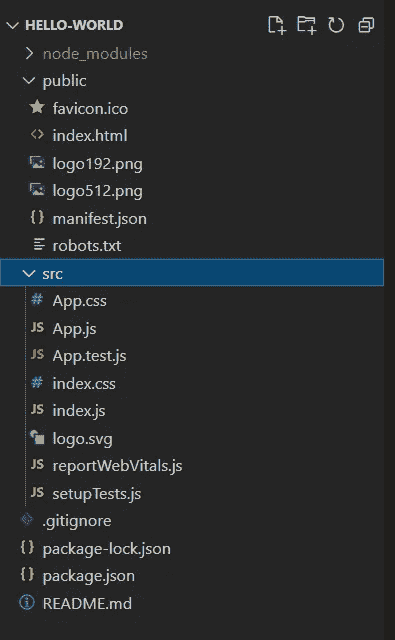 HELLO-WORLD
node_modules
public
favicon.ico
index.html
logo192.png
logo512.png
manifest.json
robots.txt
src
App.css
App.js
App.test.js
index.css
index.js
logo.svg
reportWebVitals.js
setupTests.js
.gitignore
package-lock.json
package.json
README.md